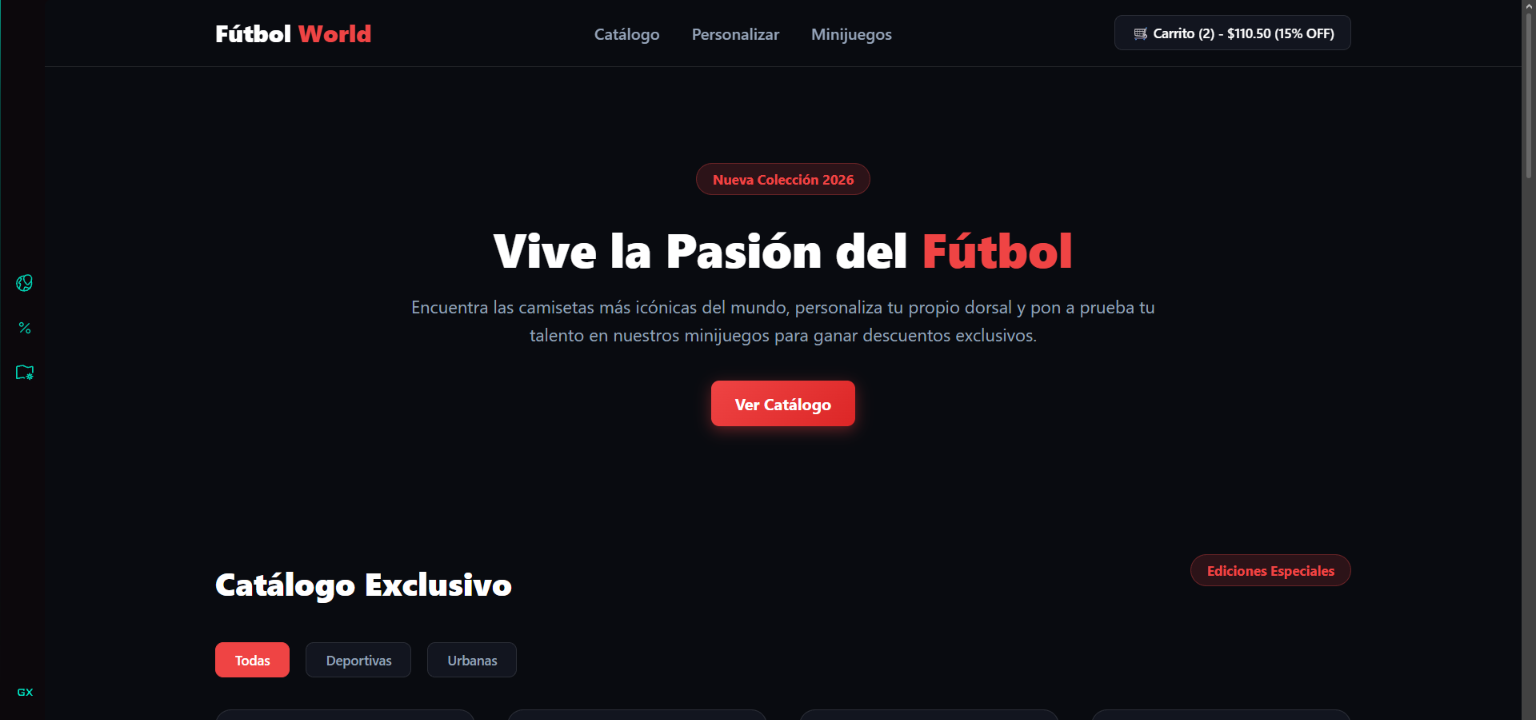 Fútbol World
Catálogo
Personalizar
Minijuegos
Carrito (2) - $110.50 (15% OFF)
Nueva Colección 2026
Vive la Pasión del Fútbol
Encuentra las camisetas más icónicas del mundo, personaliza tu propio dorsal y pon a prueba tu
talento en nuestros minijuegos para ganar descuentos exclusivos.
Ver Catálogo
Catálogo Exclusivo
Ediciones Especiales
Todas
Deportivas
Urbanas
GX